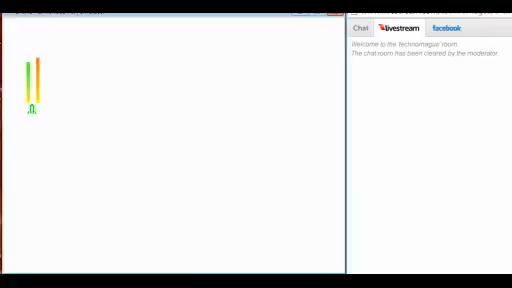 Chat livestream facebook
Welcome to the 'technomagus' room.
The chat room has been cleared by the moderator.